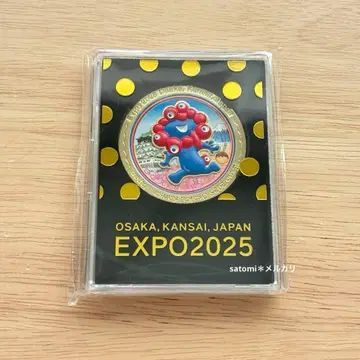 OSAKA, KANSAI, JAPAN
EXPO2025
satomi＊メルカリ